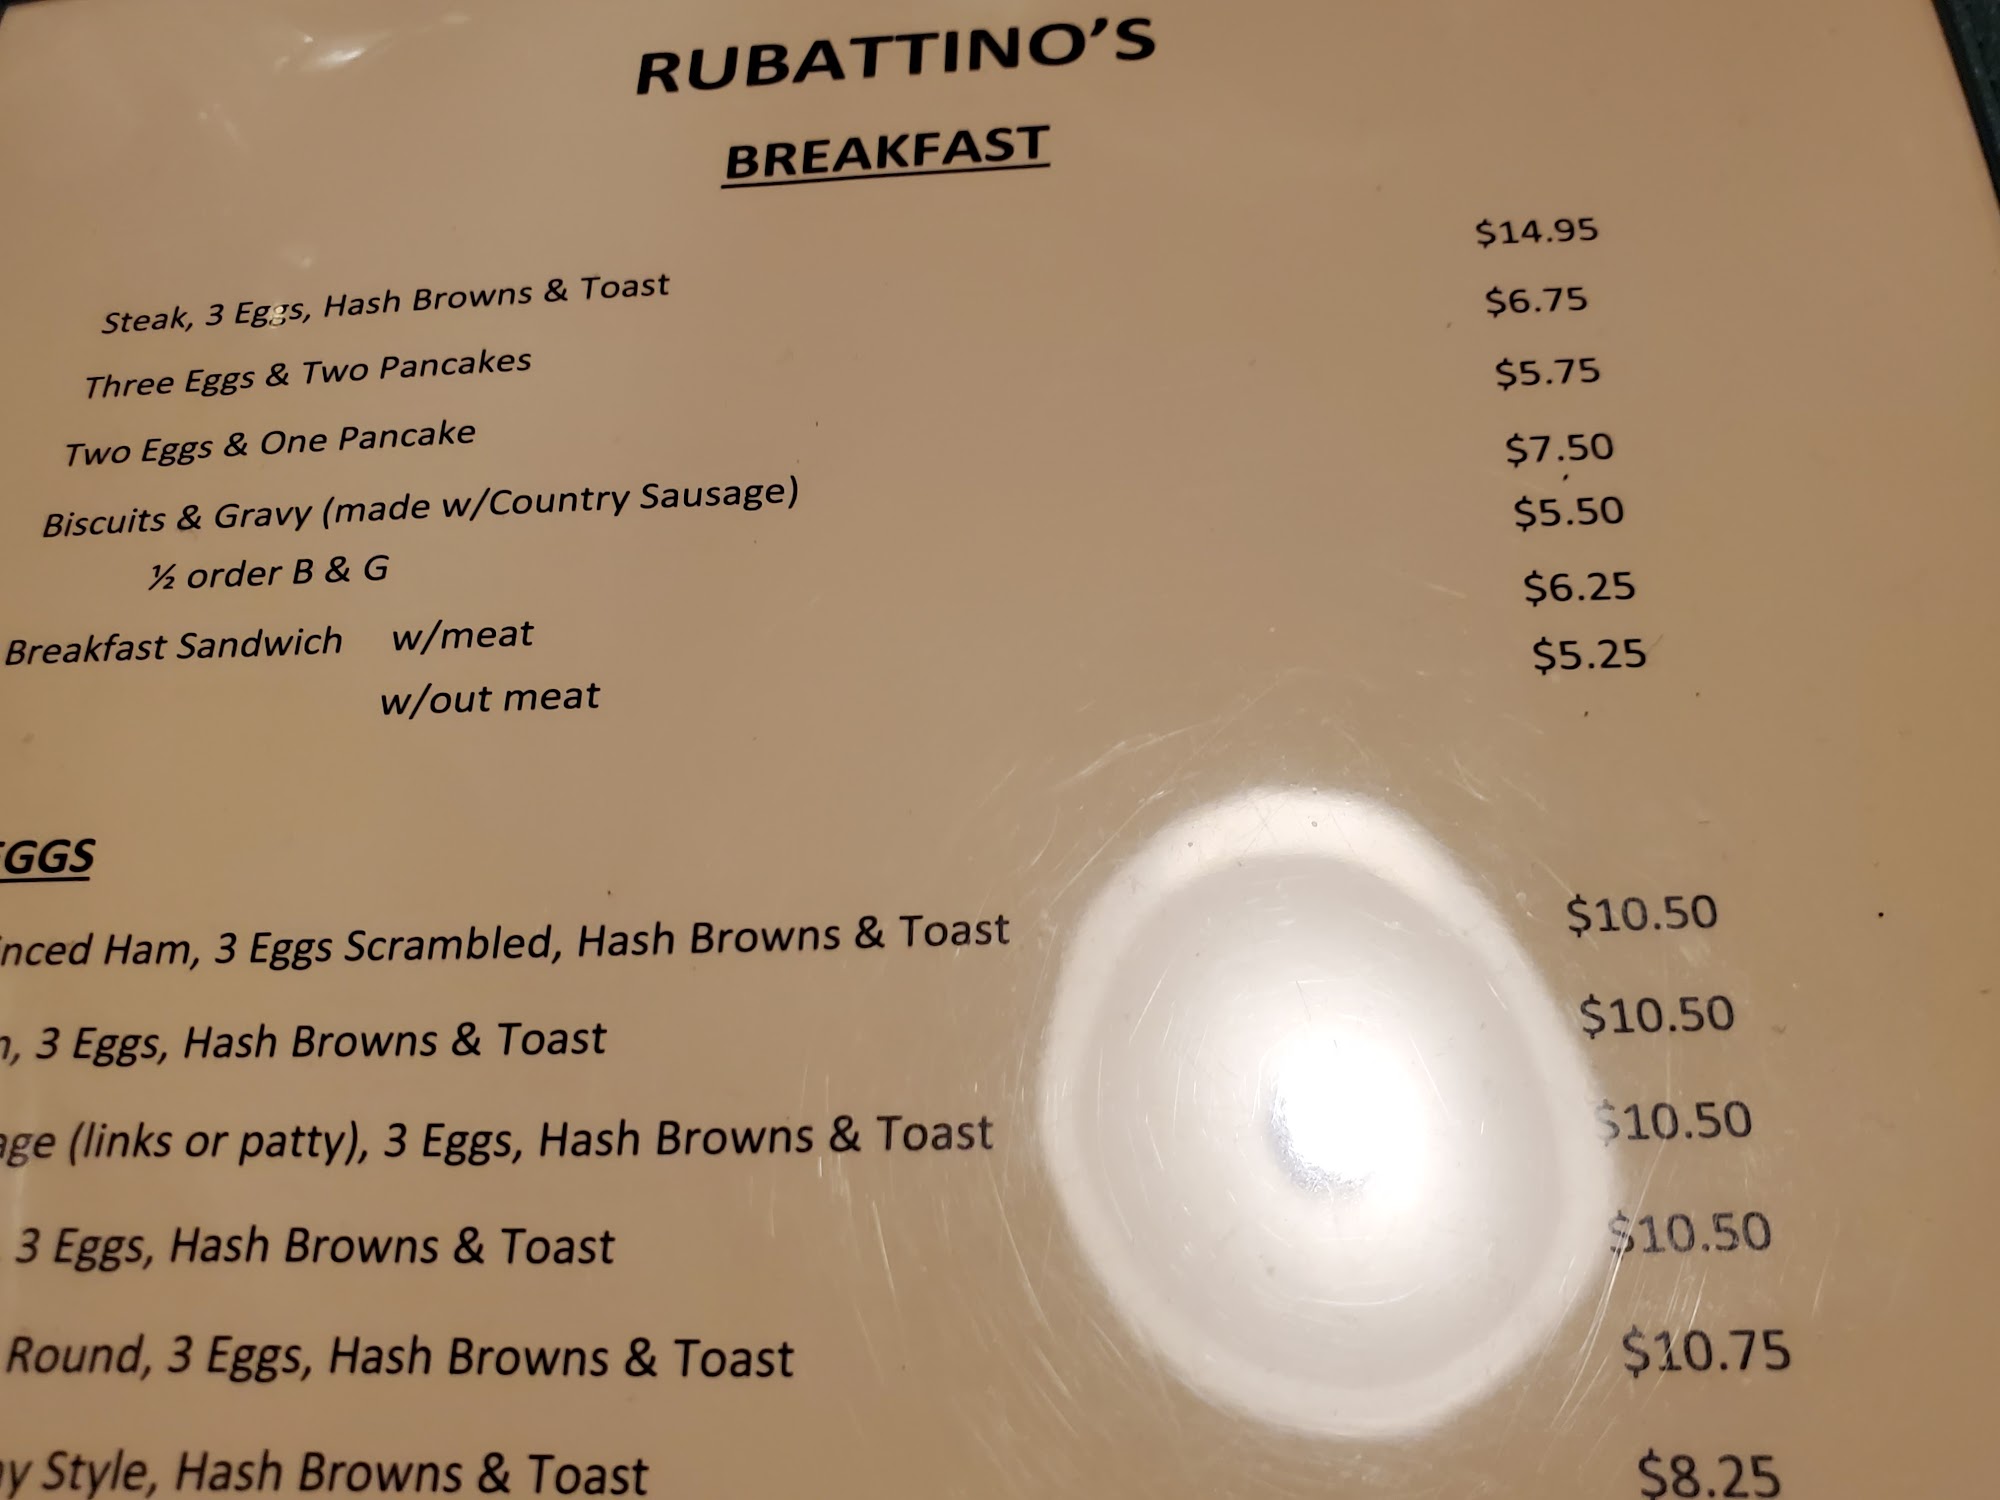 RUBATTINO'S
BREAKFAST
Steak, 3 Eggs, Hash Browns & Toast $14.95
Three Eggs & Two Pancakes $6.75
Two Eggs & One Pancake $5.75
Biscuits & Gravy (made w/Country Sausage) $7.50
½ order B & G $5.50
Breakfast Sandwich w/meat $6.25
w/out meat $5.25
Ham, 3 Eggs Scrambled, Hash Browns & Toast $10.50
3 Eggs, Hash Browns & Toast $10.50
(links or patty), 3 Eggs, Hash Browns & Toast $10.50
3 Eggs, Hash Browns & Toast $10.50
Round, 3 Eggs, Hash Browns & Toast $10.75
Style, Hash Browns & Toast $8.25